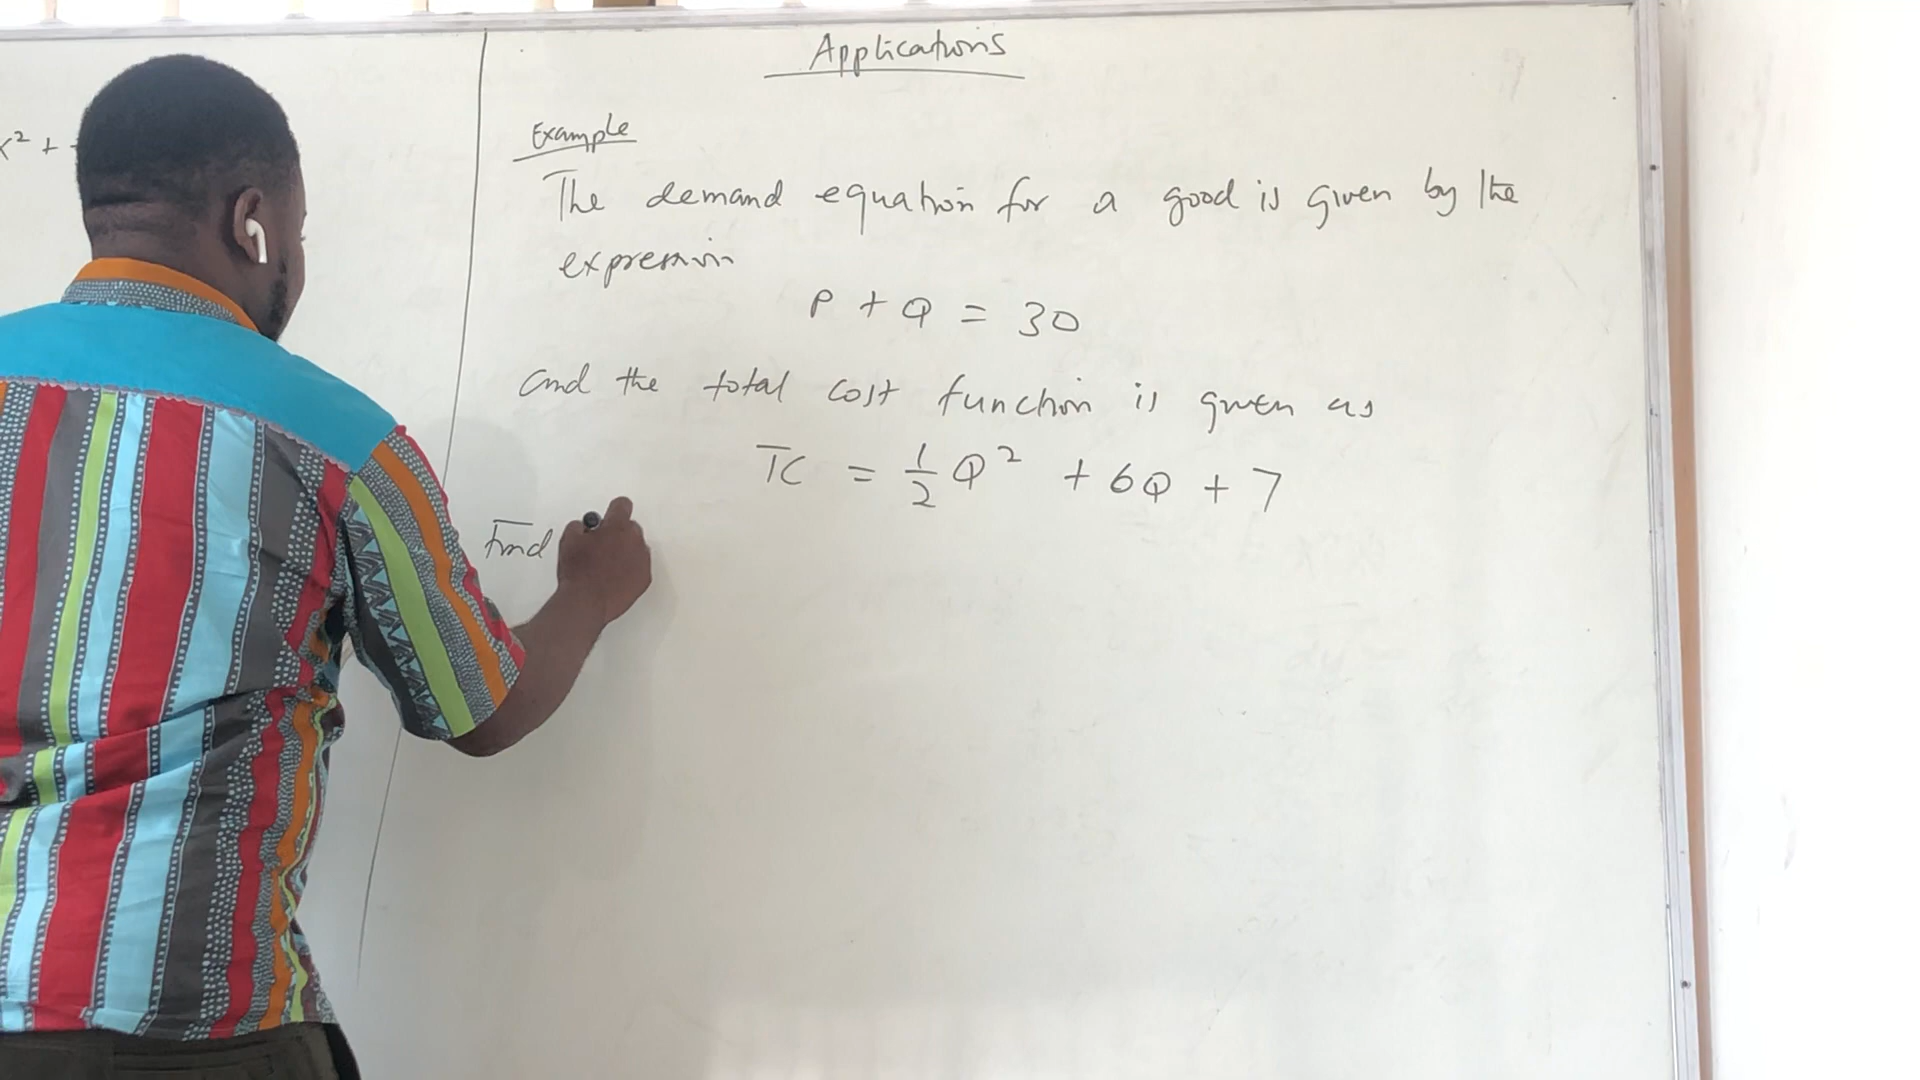 x² +
Applications
Example
The demand equation for a good is given by the
expression
P + Q = 30
and the total cost function is given as
TC = 1/2 Q² + 6Q + 7
Find